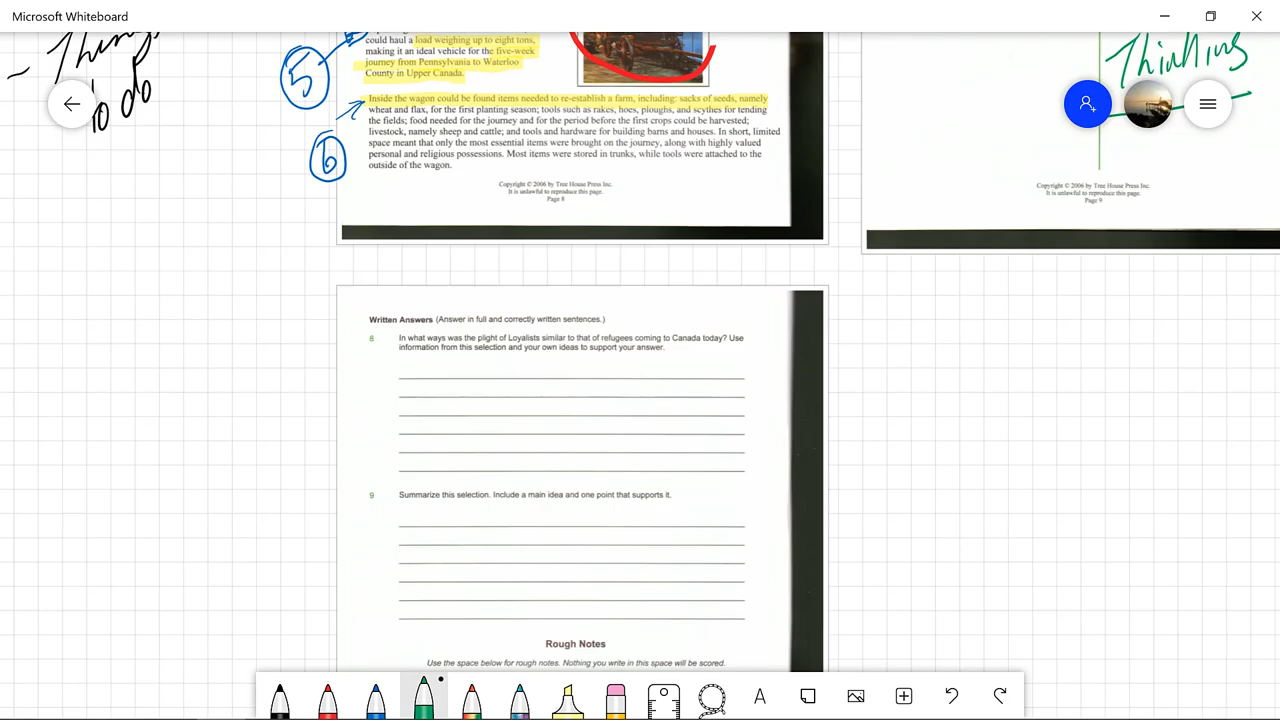 Microsoft Whiteboard
- Things
to do
5
6
could haul a load weighing up to eight tons,
making it an ideal vehicle for the five-week
journey from Pennsylvania to Waterloo
County in Upper Canada.
Inside the wagon could be found items needed to re-establish a farm, including: sacks of seeds, namely
wheat and flax, for the first planting season; tools such as rakes, hoes, ploughs, and scythes for tending
the fields; food needed for the journey and for the period before the first crops could be harvested;
livestock, namely sheep and cattle; and tools and hardware for building barns and houses. In short, limited
space meant that only the most essential items were brought on the journey, along with highly valued
personal and religious possessions. Most items were stored in trunks, while tools were attached to the
outside of the wagon.
Copyright © 2006 by Tree House Press Inc.
It is unlawful to reproduce this page.
Page 8
Thinking
Copyright © 2006 by Tree House Press Inc.
It is unlawful to reproduce this page.
Page 9
Written Answers (Answer in full and correctly written sentences.)
8 In what ways was the plight of Loyalists similar to that of refugees coming to Canada today? Use
information from this selection and your own ideas to support your answer.
9 Summarize this selection. Include a main idea and one point that supports it.
Rough Notes
Use the space below for rough notes. Nothing you write in this space will be scored.
A